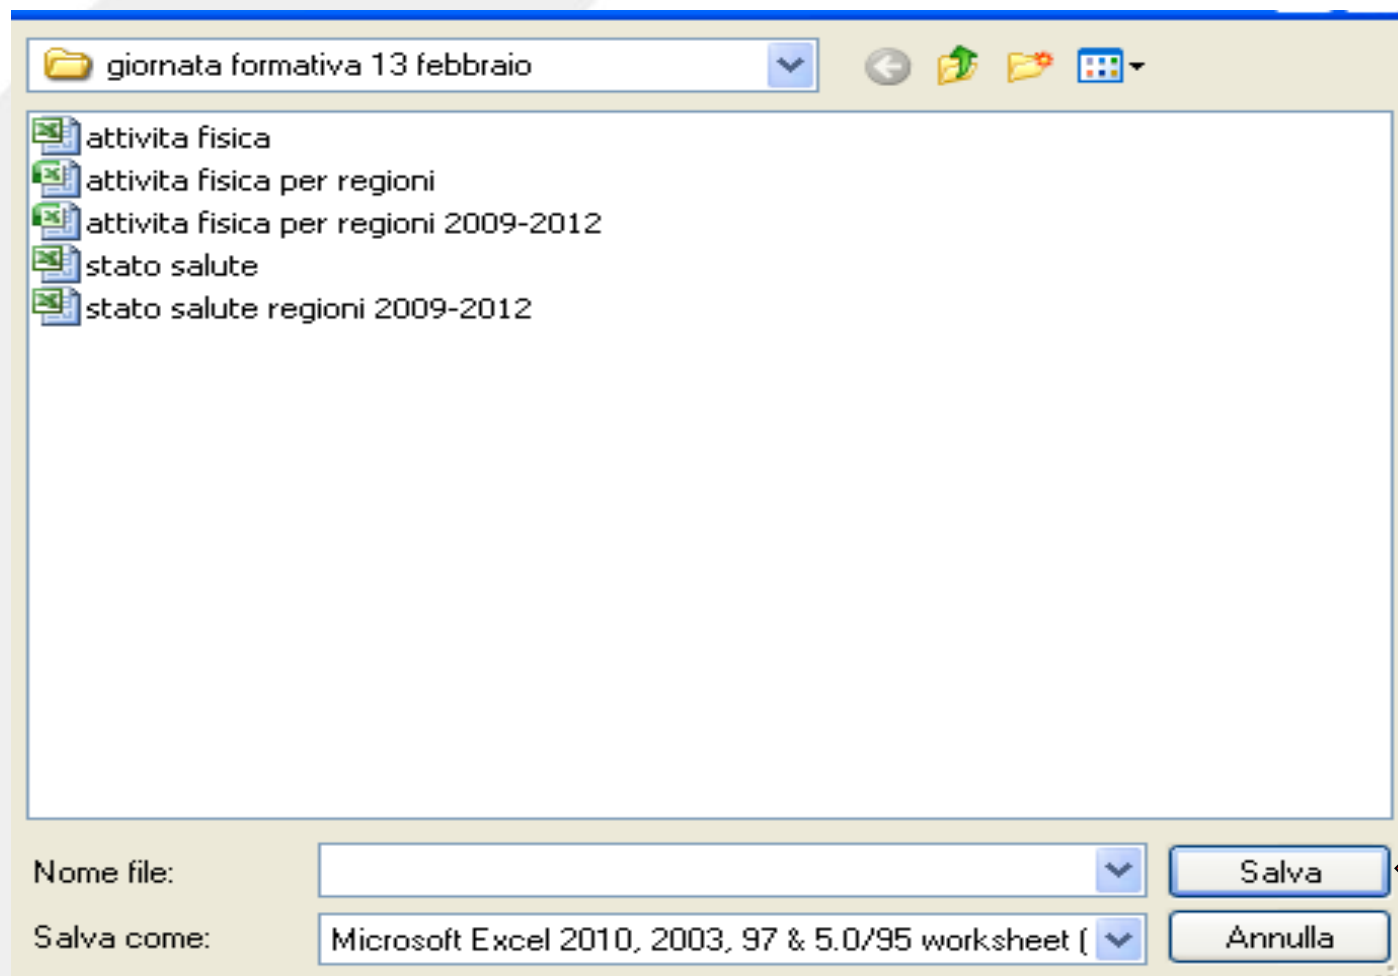 giornata formativa 13 febbraio
attivita fisica
attivita fisica per regioni
attivita fisica per regioni 2009-2012
stato salute
stato salute regioni 2009-2012
Nome file:
Salva
Salva come:
Microsoft Excel 2010, 2003, 97 & 5.0/95 worksheet (
Annulla